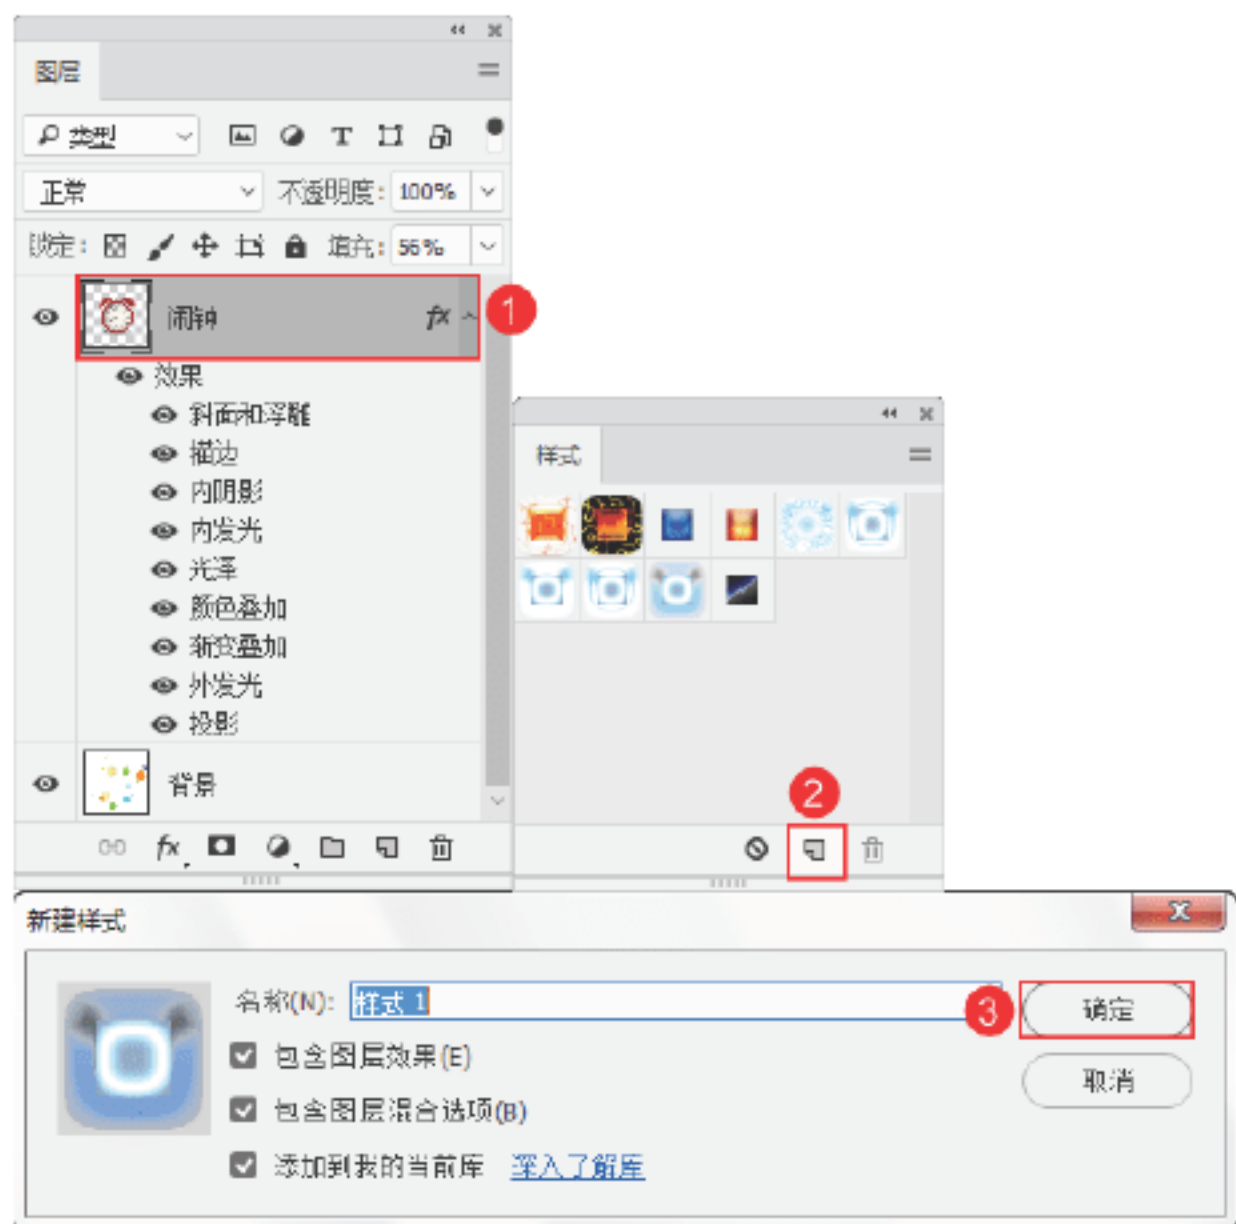 图层
类型
正常 不透明度: 100%
锁定: 填充: 56%
闹钟 fx 1
效果
斜面和浮雕
描边
内阴影
内发光
光泽
颜色叠加
渐变叠加
外发光
投影
背景
fx
样式
2
新建样式
名称(N): 样式 1 3 确定
包含图层效果(E)
取消
包含图层混合选项(B)
添加到我的当前库 深入了解库